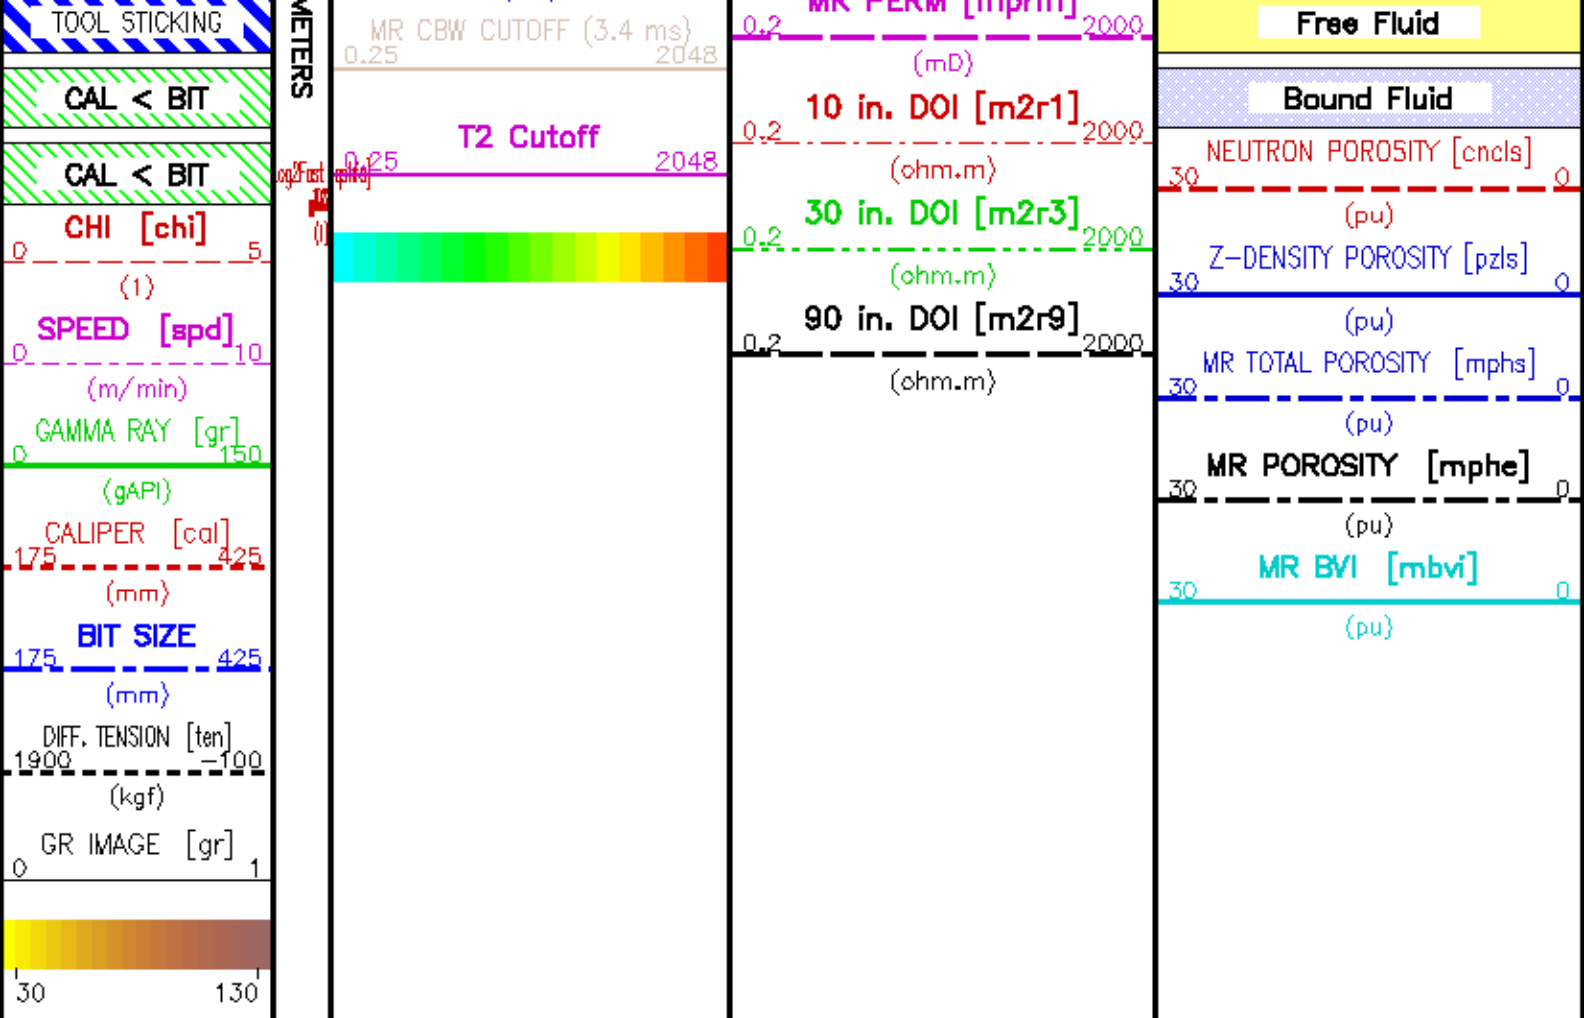 TOOL STICKING
CAL < BIT
CAL < BIT
CHI [chi]
0 5
(1)
SPEED [spd]
0 10
(m/min)
GAMMA RAY [gr]
0 150
(gAPI)
CALIPER [cal]
175 425
(mm)
BIT SIZE
175 425
(mm)
DIFF. TENSION [ten]
1900 -100
(kgf)
GR IMAGE [gr]
0 1
30 130
METERS
MR CBW CUTOFF (3.4 ms)
0.25 2048
T2 Cutoff
0.25 2048
MR PERM [mprm]
0.2 2000
(mD)
10 in. DOI [m2r1]
0.2 2000
(ohm.m)
30 in. DOI [m2r3]
0.2 2000
(ohm.m)
90 in. DOI [m2r9]
0.2 2000
(ohm.m)
Free Fluid
Bound Fluid
NEUTRON POROSITY [cncls]
30 0
(pu)
Z-DENSITY POROSITY [pzls]
30 0
(pu)
MR TOTAL POROSITY [mphs]
30 0
(pu)
MR POROSITY [mphe]
30 0
(pu)
MR BVI [mbvi]
30 0
(pu)